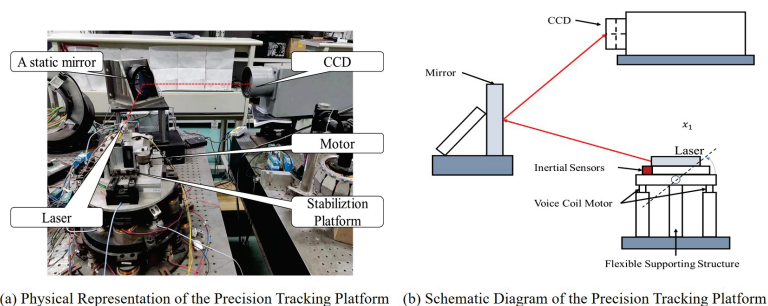 A static mirror
CCD
Motor
Stabiliztion
Platform
Laser
CCD
Mirror
x₁
Laser
Inertial Sensors
Voice Coil Motor
Flexible Supporting Structure
(a) Physical Representation of the Precision Tracking Platform (b) Schematic Diagram of the Precision Tracking Platform